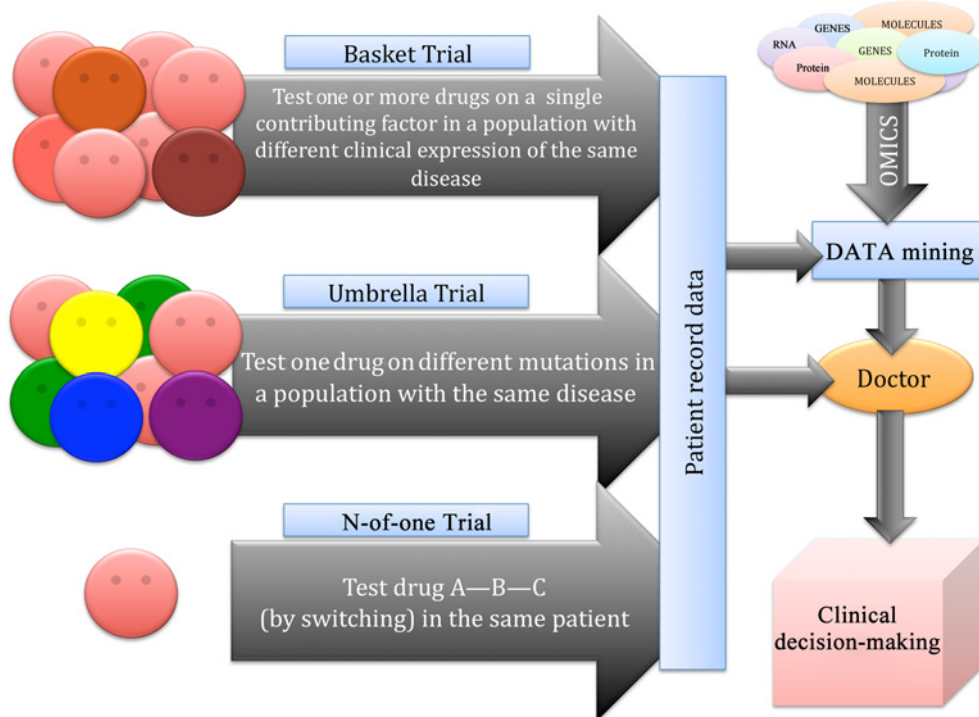 Basket Trial
Test one or more drugs on a single
contributing factor in a population with
different clinical expression of the same
disease
Umbrella Trial
Test one drug on different mutations in
a population with the same disease
N-of-one Trial
Test drug A—B—C
(by switching) in the same patient
Patient record data
MOLECULES
GENES
RNA
GENES
Protein
Protein
MOLECULES
OMICS
DATA mining
Doctor
Clinical
decision-making